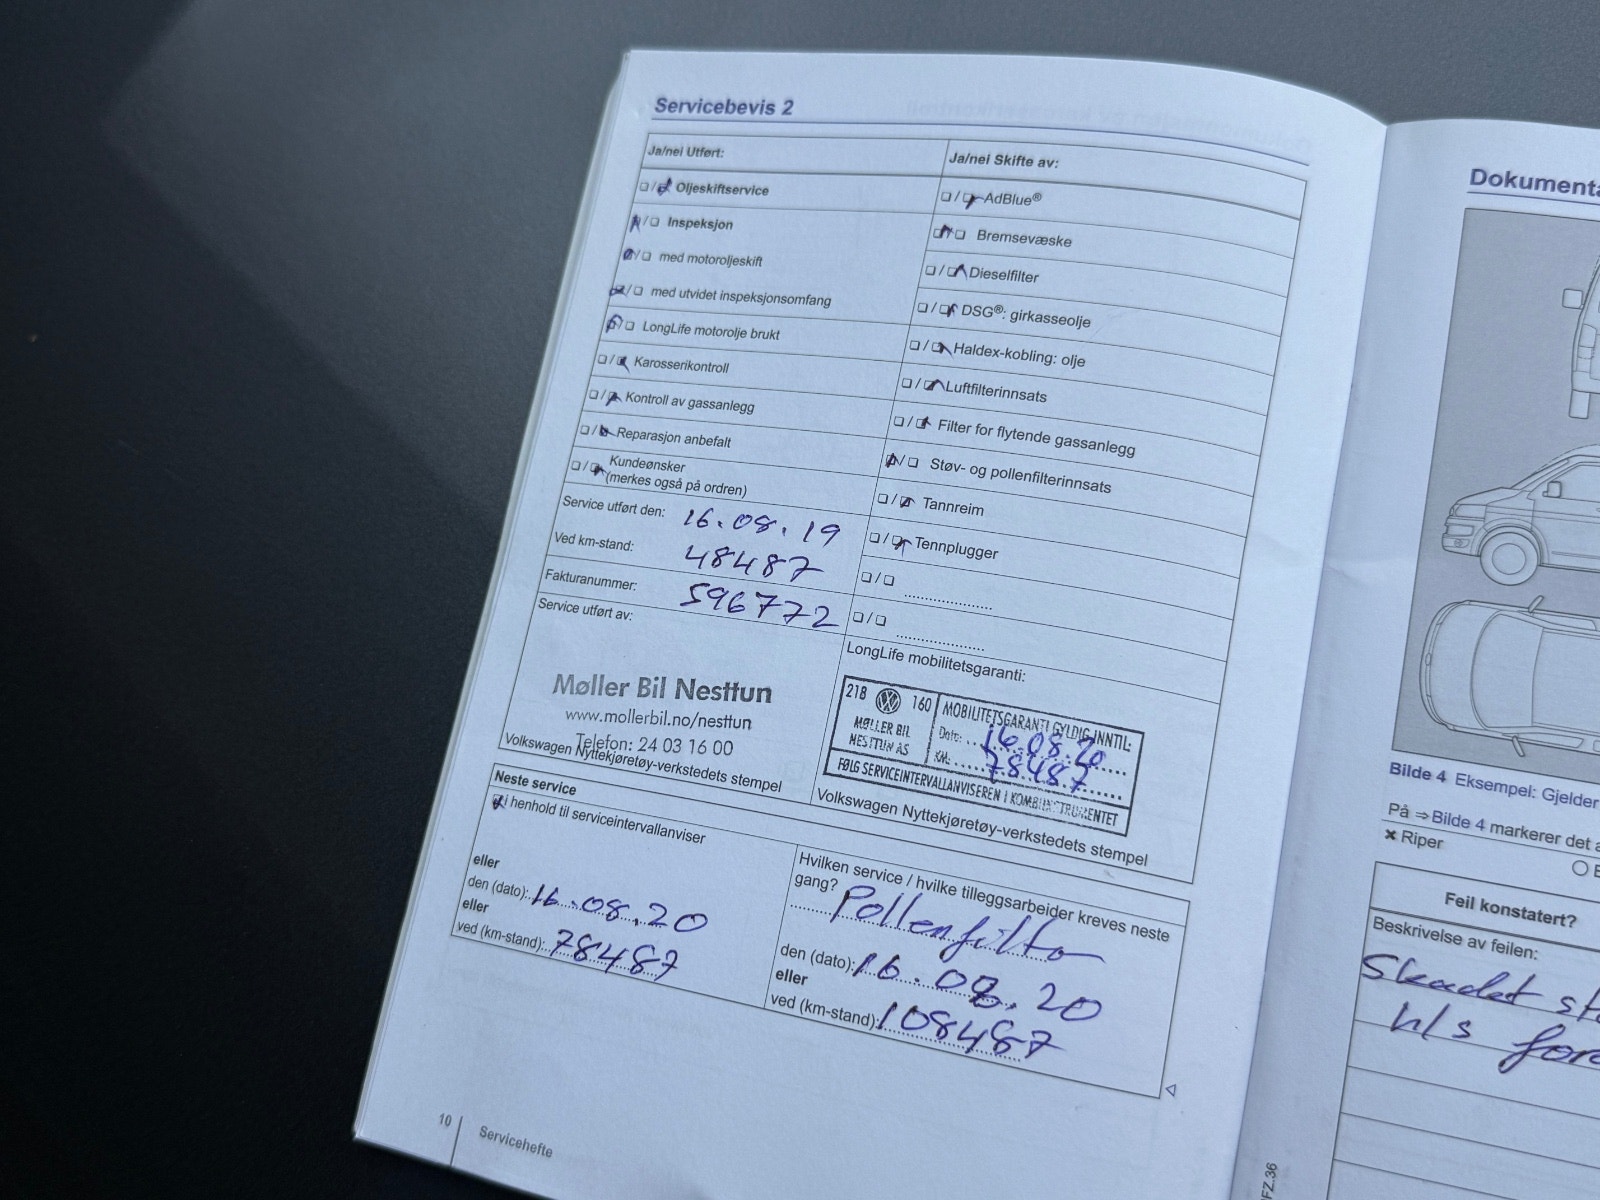 Servicebevis 2
Ja/nei Utført:
☐/☑ Oljeskiftservice
☑/☐ Inspeksjon
☑/☐ med motoroljeskift
☑/☐ med utvidet inspeksjonsomfang
☑/☐ LongLife motorolje brukt
☐/☑ Karosserikontroll
☐/☑ Kontroll av gassanlegg
☐/☑ Reparasjon anbefalt
☐/☑ Kundeønsker
(merkes også på ordren)
Service utført den: 16.08.19
Ved km-stand: 48487
Fakturanummer: 596772
Service utført av:
Møller Bil Nesttun
www.mollerbil.no/nesttun
Telefon: 24 03 16 00
Volkswagen Nyttekjøretøy-verkstedets stempel
Ja/nei Skifte av:
☐/☑ AdBlue®
☑/☐ Bremsevæske
☐/☑ Dieselfilter
☐/☑ DSG®: girkasseolje
☐/☑ Haldex-kobling: olje
☐/☑ Luftfilterinnsats
☐/☑ Filter for flytende gassanlegg
☑/☐ Støv- og pollenfilterinnsats
☐/☑ Tannreim
☐/☑ Tennplugger
☐/☐ ....................
☐/☐ ....................
LongLife mobilitetsgaranti:
218 160
MØLLER BIL
NESTTUN AS
MOBILITETSGARANTI GYLDIG INNTIL:
Dato: 16.08.20
KM: 78487
FØLG SERVICEINTERVALLANVISEREN I KOMBIINSTRUMENTET
Volkswagen Nyttekjøretøy-verkstedets stempel
Neste service
☑ i henhold til serviceintervallanviser
eller
den (dato): 16.08.20
eller
ved (km-stand): 78487
Hvilken service / hvilke tilleggsarbeider kreves neste
gang? Pollenfilter
den (dato): 16.08.20
eller
ved (km-stand): 108487
10 Servicehefte
Dokumenta
Bilde 4 Eksempel: Gjelder
På ⇒ Bilde 4 markerer det a
✖ Riper
Feil konstatert?
Beskrivelse av feilen:
Skadet st
h/s for
FZ.36